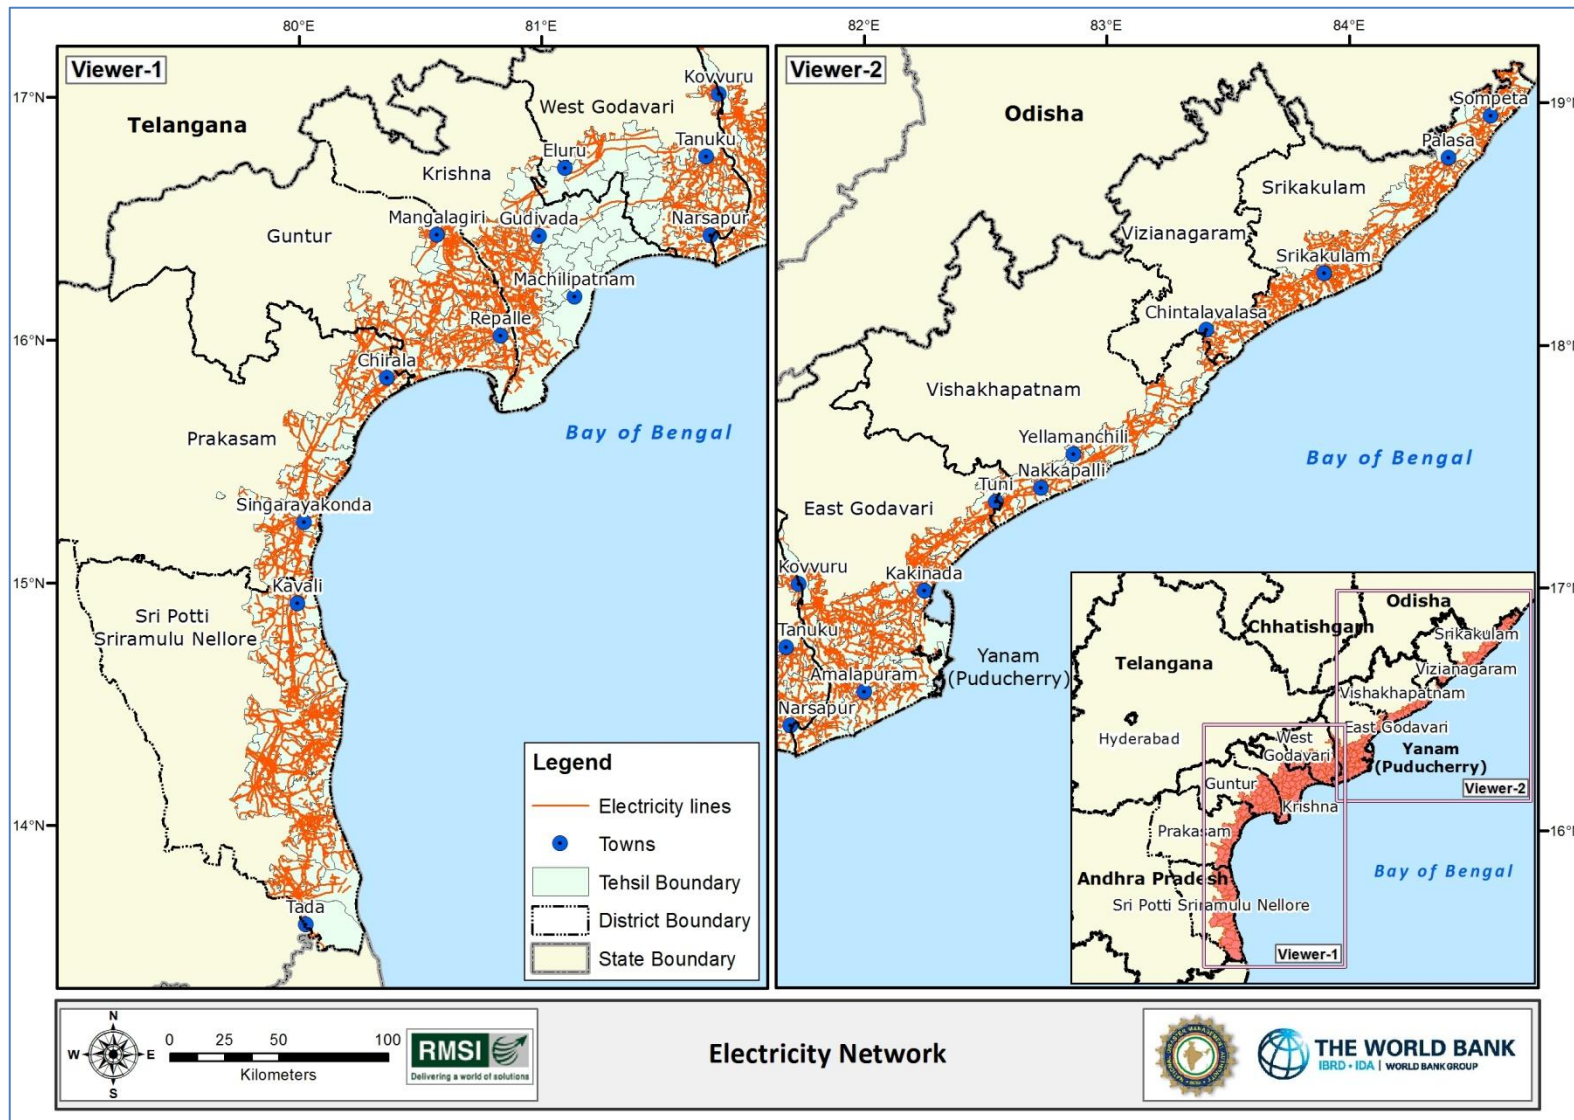 80°E
81°E
82°E
83°E
84°E
17°N
16°N
15°N
14°N
19°N
18°N
17°N
16°N
Viewer-1
Kovvuru
West Godavari
Telangana
Tanuku
Eluru
Krishna
Mangalagiri
Gudivada
Narsapur
Guntur
Machilipatnam
Repalle
Chirala
Bay of Bengal
Prakasam
Singarayakonda
Kavali
Sri Potti
Sriramulu Nellore
Tada
Legend
Electricity lines
Towns
Tehsil Boundary
District Boundary
State Boundary
Viewer-2
Sompeta
Odisha
Palasa
Srikakulam
Vizianagaram
Srikakulam
Chintalavalasa
Vishakhapatnam
Yellamanchili
Bay of Bengal
Nakkapalli
Tuni
East Godavari
Kovvuru
Kakinada
Tanuku
Yanam
(Puducherry)
Amalapuram
Narsapur
Odisha
Chhatishgarh
Srikakulam
Telangana
Vizianagaram
Vishakhapatnam
East Godavari
Hyderabad
West
Godavari
Yanam
(Puducherry)
Guntur
Viewer-2
Krishna
Prakasam
Bay of Bengal
Andhra Pradesh
Sri Potti Sriramulu Nellore
Viewer-1
N
W
E
S
0 25 50 100
Kilometers
RMSI
Delivering a world of solutions
Electricity Network
THE WORLD BANK
IBRD • IDA | WORLD BANK GROUP